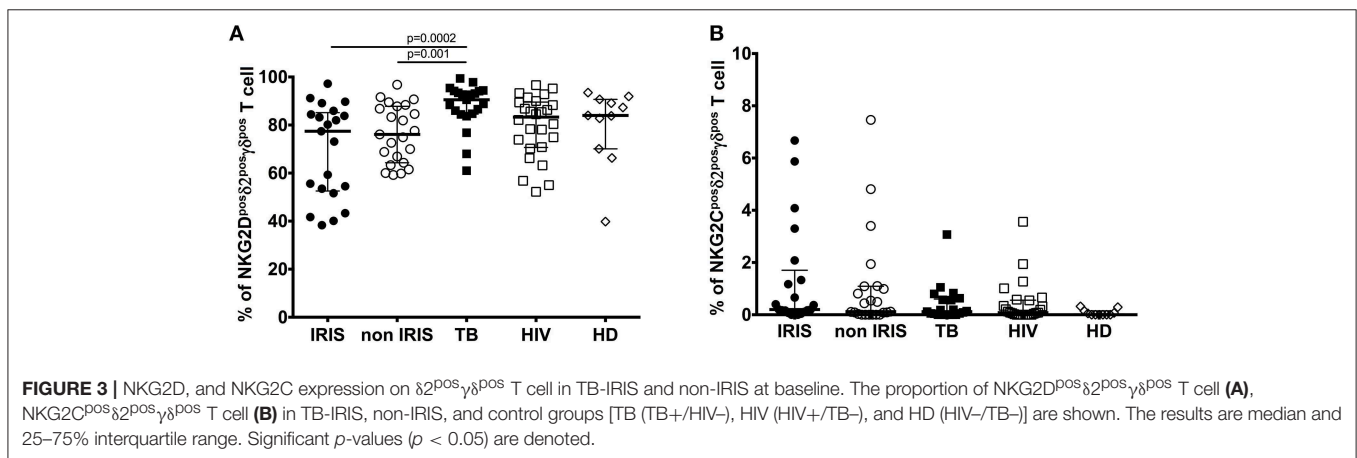 A
p=0.0002
p=0.001
% of NKG2Dᵖᵒˢδ2ᵖᵒˢγδᵖᵒˢ T cell
100
80
60
40
20
0
IRIS non IRIS TB HIV HD
B
% of NKG2Cᵖᵒˢδ2ᵖᵒˢγδᵖᵒˢ T cell
10
8
6
4
2
0
IRIS non IRIS TB HIV HD
FIGURE 3 | NKG2D, and NKG2C expression on δ2ᵖᵒˢγδᵖᵒˢ T cell in TB-IRIS and non-IRIS at baseline. The proportion of NKG2Dᵖᵒˢδ2ᵖᵒˢγδᵖᵒˢ T cell (A),
NKG2Cᵖᵒˢδ2ᵖᵒˢγδᵖᵒˢ T cell (B) in TB-IRIS, non-IRIS, and control groups [TB (TB+/HIV–), HIV (HIV+/TB–), and HD (HIV–/TB–)] are shown. The results are median and
25–75% interquartile range. Significant p-values (p < 0.05) are denoted.